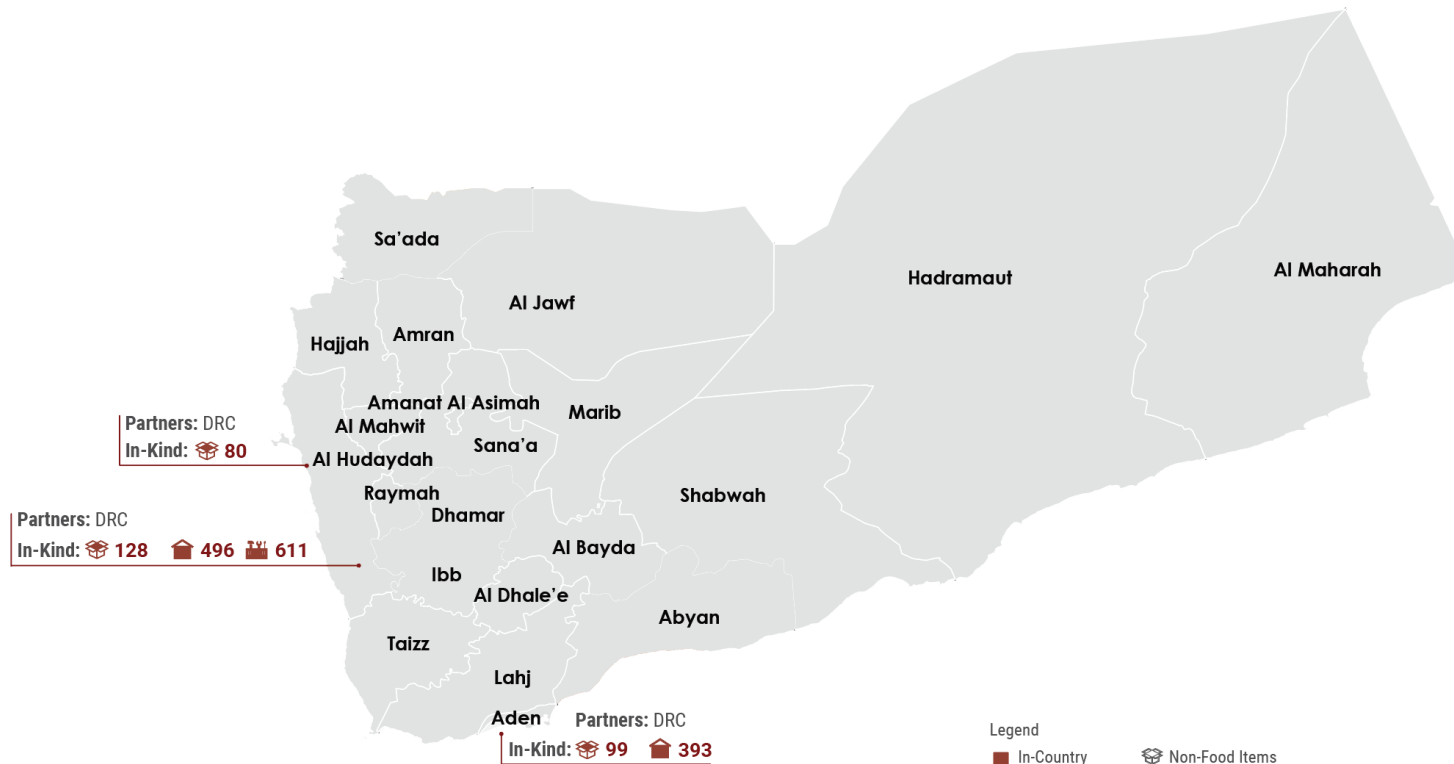 Sa’ada
Al Jawf
Hadramaut
Al Maharah
Hajjah
Amran
Amanat Al Asimah
Marib
Al Mahwit
Sana’a
Partners: DRC
In-Kind: 80
Al Hudaydah
Raymah
Dhamar
Shabwah
Partners: DRC
In-Kind: 128 496 611
Al Bayda
Ibb
Al Dhale’e
Abyan
Taizz
Lahj
Aden
Partners: DRC
In-Kind: 99 393
Legend
In-Country
Non-Food Items